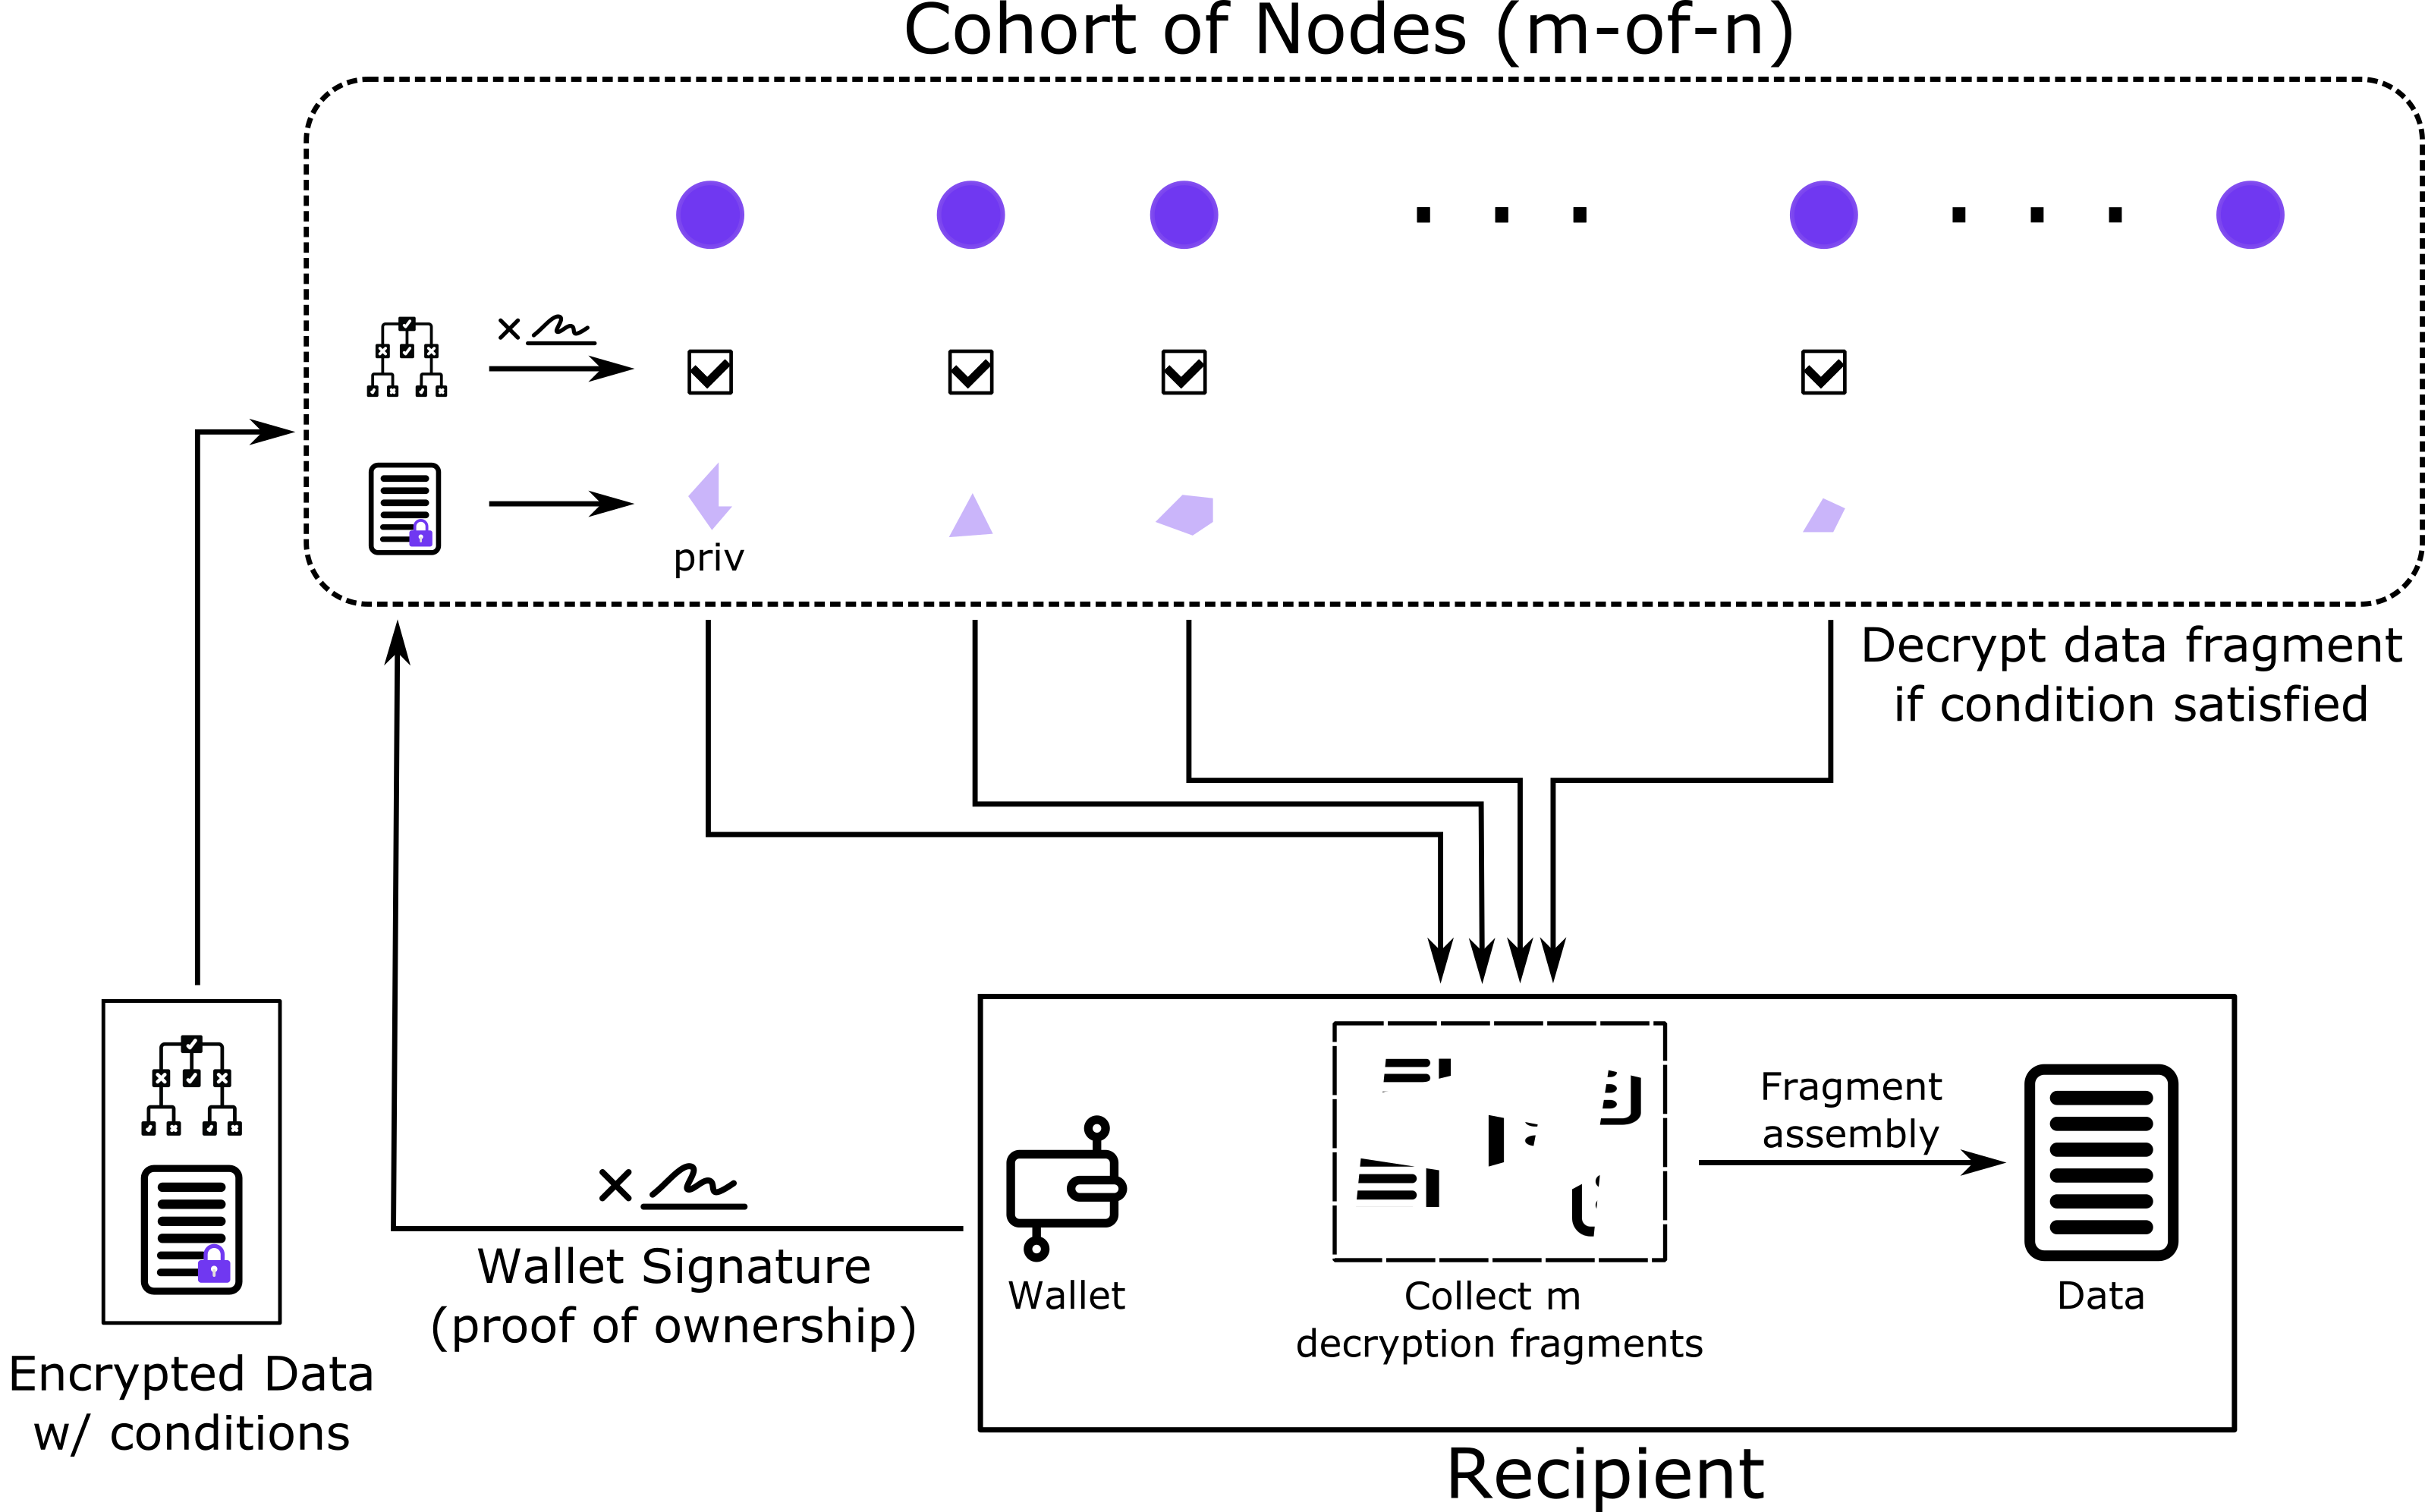 Cohort of Nodes (m-of-n)
priv
Decrypt data fragment
if condition satisfied
Fragment
assembly
Wallet Signature
(proof of ownership)
Wallet
Collect m
decryption fragments
Data
Encrypted Data
w/ conditions
Recipient